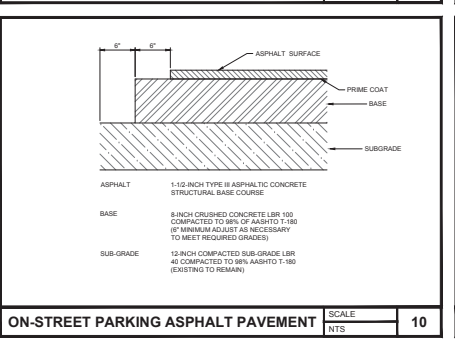 6" 6"
ASPHALT SURFACE
PRIME COAT
BASE
SUBGRADE
ASPHALT 1-1/2-INCH TYPE III ASPHALTIC CONCRETE
STRUCTURAL BASE COURSE
BASE 8-INCH CRUSHED CONCRETE LBR 100
COMPACTED TO 98% OF AASHTO T-180
(6" MINIMUM ADJUST AS NECESSARY
TO MEET REQUIRED GRADES)
SUB-GRADE 12-INCH COMPACTED SUB-GRADE LBR
40 COMPACTED TO 98% AASHTO T-180
(EXISTING TO REMAIN)
ON-STREET PARKING ASPHALT PAVEMENT SCALE
NTS 10